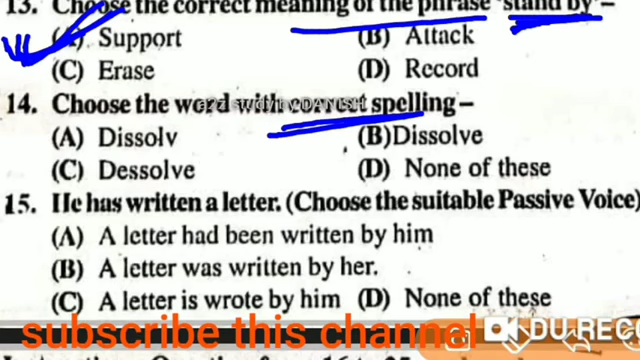 13. Choose the correct meaning of the phrase 'stand by' –
(A) Support (B) Attack
(C) Erase (D) Record
14. Choose the word with correct spelling –
(A) Dissolv (B) Dissolve
(C) Dessolve (D) None of these
15. He has written a letter. (Choose the suitable Passive Voice)
(A) A letter had been written by him
(B) A letter was written by her.
(C) A letter is wrote by him (D) None of these
subscribe this channel DU RECO